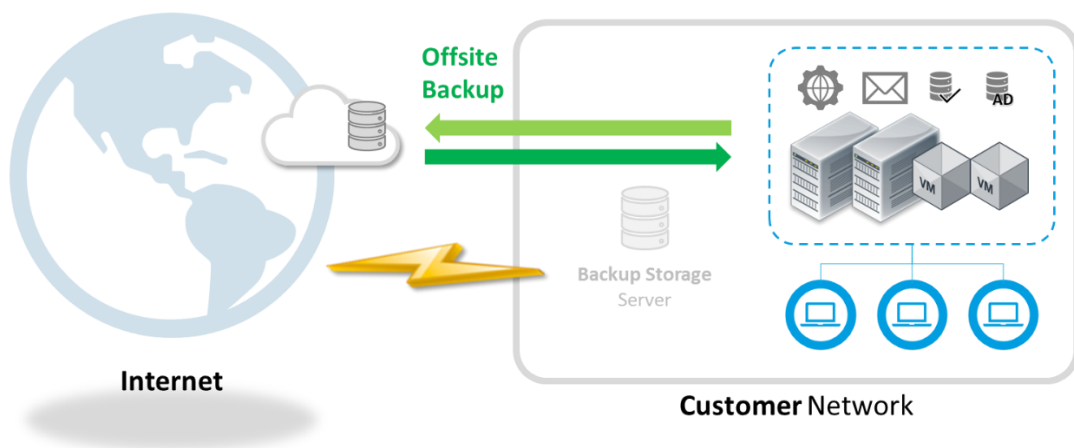 Offsite
Backup
AD
VM
VM
Backup Storage
Server
Internet
Customer Network